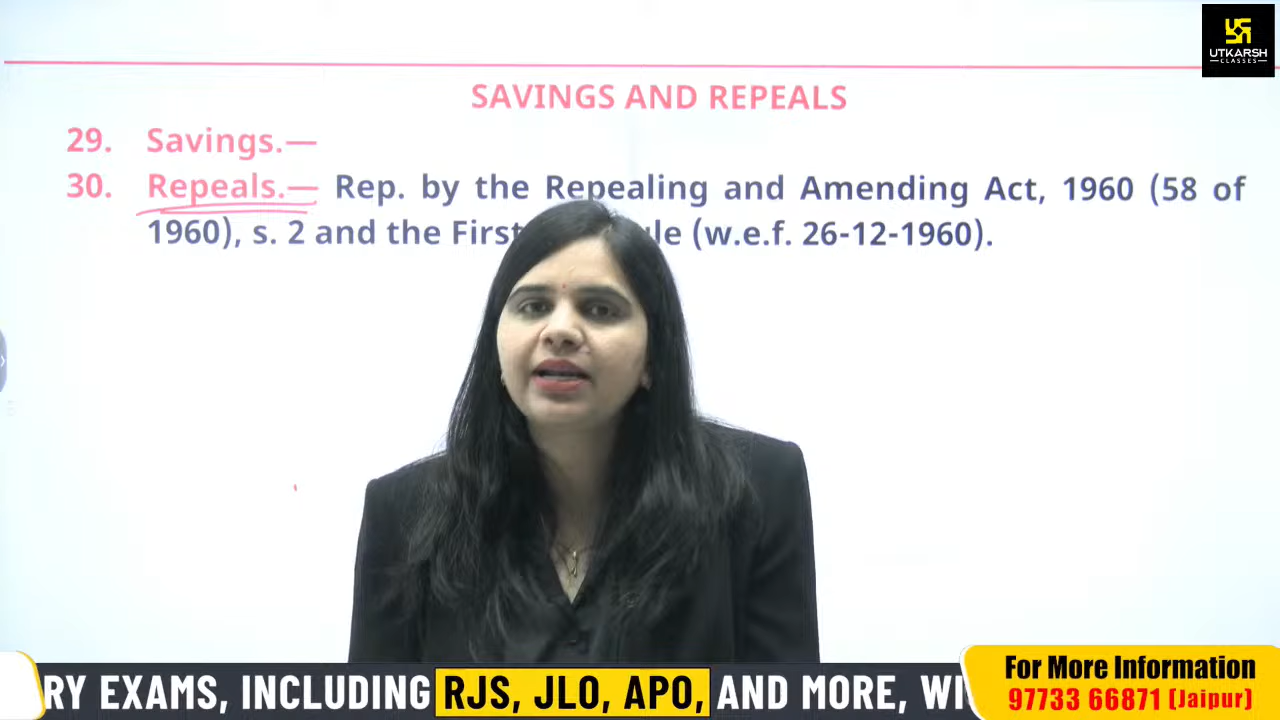 UTKARSH
CLASSES
SAVINGS AND REPEALS
29. Savings.—
30. Repeals.— Rep. by the Repealing and Amending Act, 1960 (58 of
1960), s. 2 and the First (w.e.f. 26-12-1960).
RY EXAMS, INCLUDING RJS, JLO, APO, AND MORE,
For More Information
97733 66871 (Jaipur)